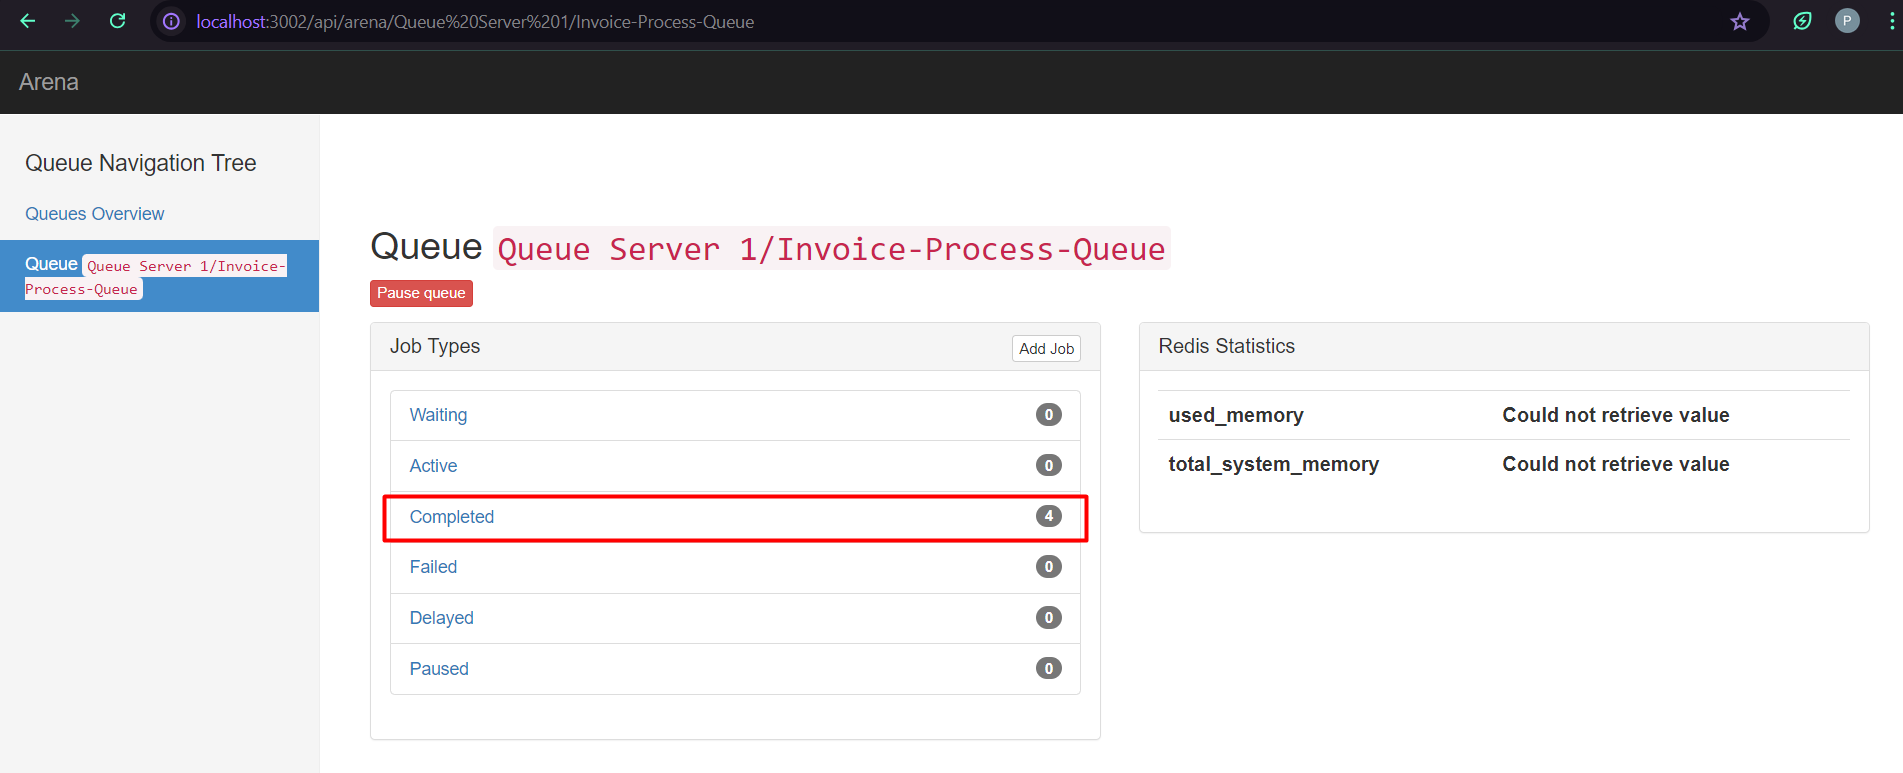 localhost:3002/api/arena/Queue%20Server%201/Invoice-Process-Queue
P
Arena
Queue Navigation Tree
Queues Overview
Queue Queue Server 1/Invoice-
Process-Queue
Queue Queue Server 1/Invoice-Process-Queue
Pause queue
Job Types
Add Job
Waiting 0
Active 0
Completed 4
Failed 0
Delayed 0
Paused 0
Redis Statistics
used_memory Could not retrieve value
total_system_memory Could not retrieve value